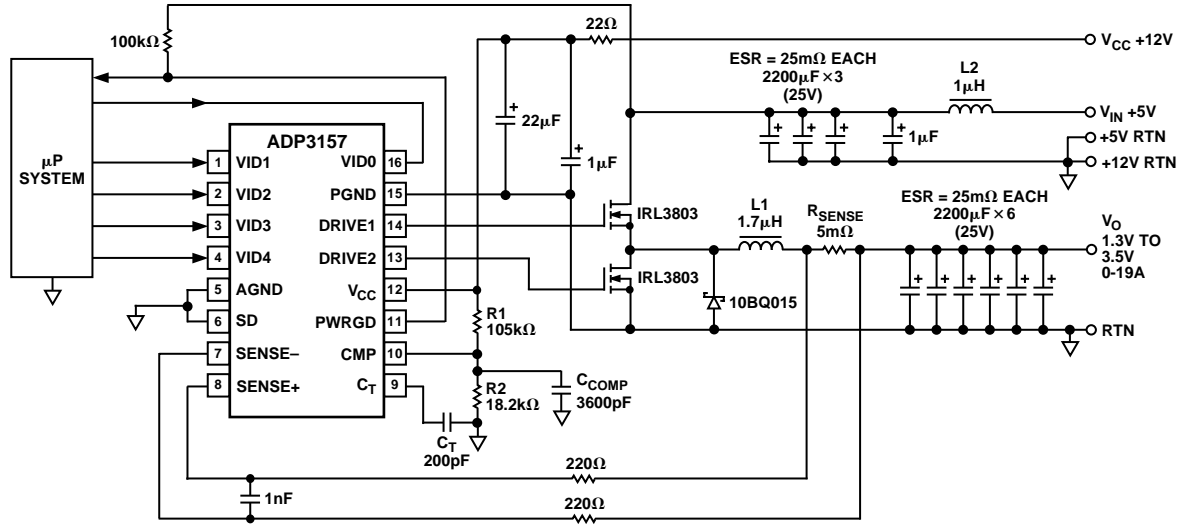 100kΩ
22Ω
VCC +12V
ESR = 25mΩ EACH
2200μF × 3
(25V)
L2
1μH
VIN +5V
+5V RTN
+12V RTN
22μF
1μF
1μF
μP
SYSTEM
ADP3157
1 VID1
VID0 16
2 VID2
PGND 15
3 VID3
DRIVE1 14
4 VID4
DRIVE2 13
5 AGND
VCC 12
6 SD
PWRGD 11
7 SENSE–
CMP 10
8 SENSE+
CT 9
IRL3803
IRL3803
L1
1.7μH
RSENSE
5mΩ
ESR = 25mΩ EACH
2200μF × 6
(25V)
VO
1.3V TO
3.5V
0-19A
10BQ015
RTN
R1
105kΩ
R2
18.2kΩ
CCOMP
3600pF
CT
200pF
220Ω
1nF
220Ω